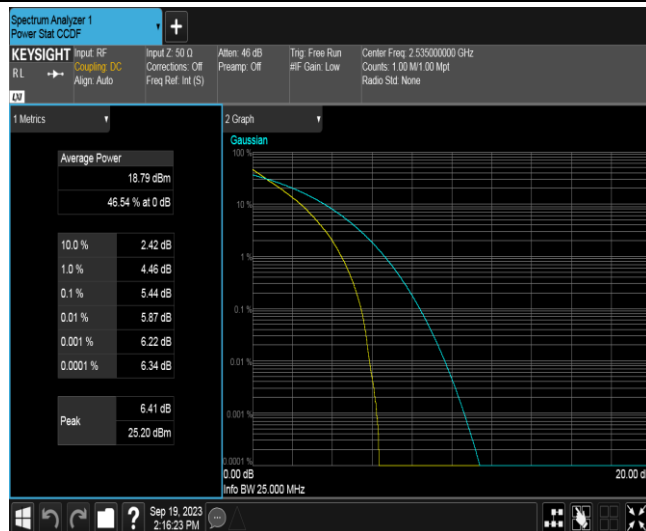 Spectrum Analyzer 1
Power Stat CCDF
KEYSIGHT
RL
Input: RF
Coupling: DC
Align: Auto
Input Z: 50 Ω
Corrections: Off
Freq Ref: Int (S)
Atten: 46 dB
Preamp: Off
Trig: Free Run
#IF Gain: Low
Center Freq: 2.535000000 GHz
Counts: 1.00 M/1.00 Mpt
Radio Std: None
1 Metrics
Average Power
18.79 dBm
46.54 % at 0 dB
10.0 % 2.42 dB
1.0 % 4.46 dB
0.1 % 5.44 dB
0.01 % 5.87 dB
0.001 % 6.22 dB
0.0001 % 6.34 dB
Peak
6.41 dB
25.20 dBm
2 Graph
Gaussian
100 %
10 %
1 %
0.1 %
0.01 %
0.001 %
0.0001 %
0.00 dB
20.00 d
Info BW 25.000 MHz
?
Sep 19, 2023
2:16:23 PM